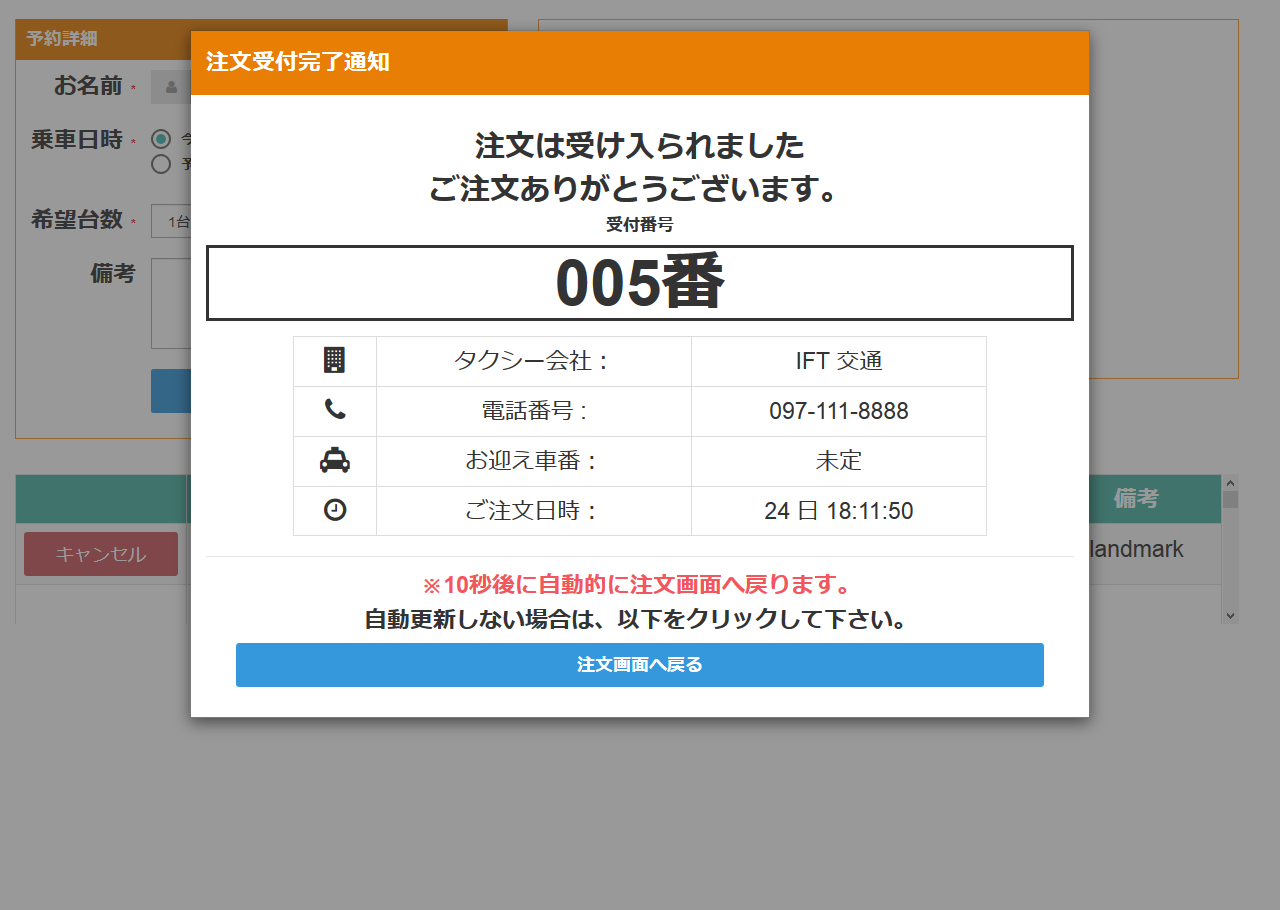 予約詳細
注文受付完了通知
お名前 *
乗車日時 *
希望台数 *
1台
備考
注文は受け入られました
ご注文ありがとうございます。
受付番号
005番
タクシー会社：
IFT 交通
電話番号 :
097-111-8888
お迎え車番：
未定
ご注文日時：
24 日 18:11:50
備考
キャンセル
landmark
※10秒後に自動的に注文画面へ戻ります。
自動更新しない場合は、以下をクリックして下さい。
注文画面へ戻る